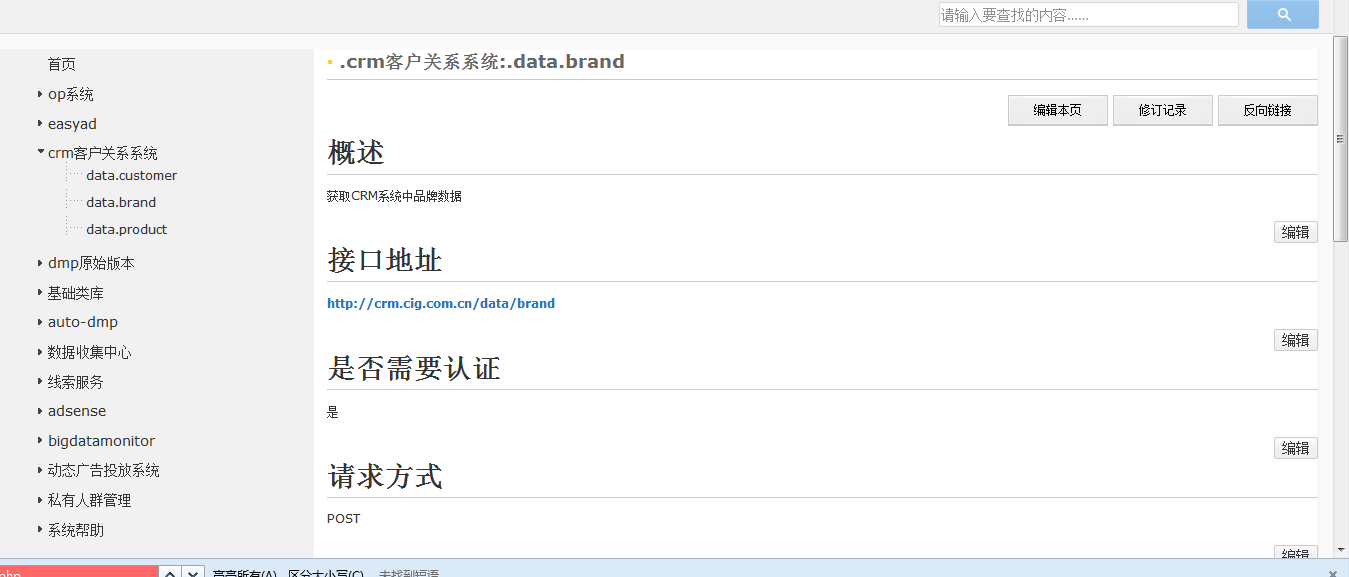 请输入要查找的内容......
首页
op系统
easyad
crm客户关系系统
data.customer
data.brand
data.product
dmp原始版本
基础类库
auto-dmp
数据收集中心
线索服务
adsense
bigdatamonitor
动态广告投放系统
私有人群管理
系统帮助
.crm客户关系系统:.data.brand
编辑本页 修订记录 反向链接
概述
获取CRM系统中品牌数据
编辑
接口地址
http://crm.cig.com.cn/data/brand
编辑
是否需要认证
是
编辑
请求方式
POST
编辑
php 高亮所有(A) 区分大小写(C) 未找到短语